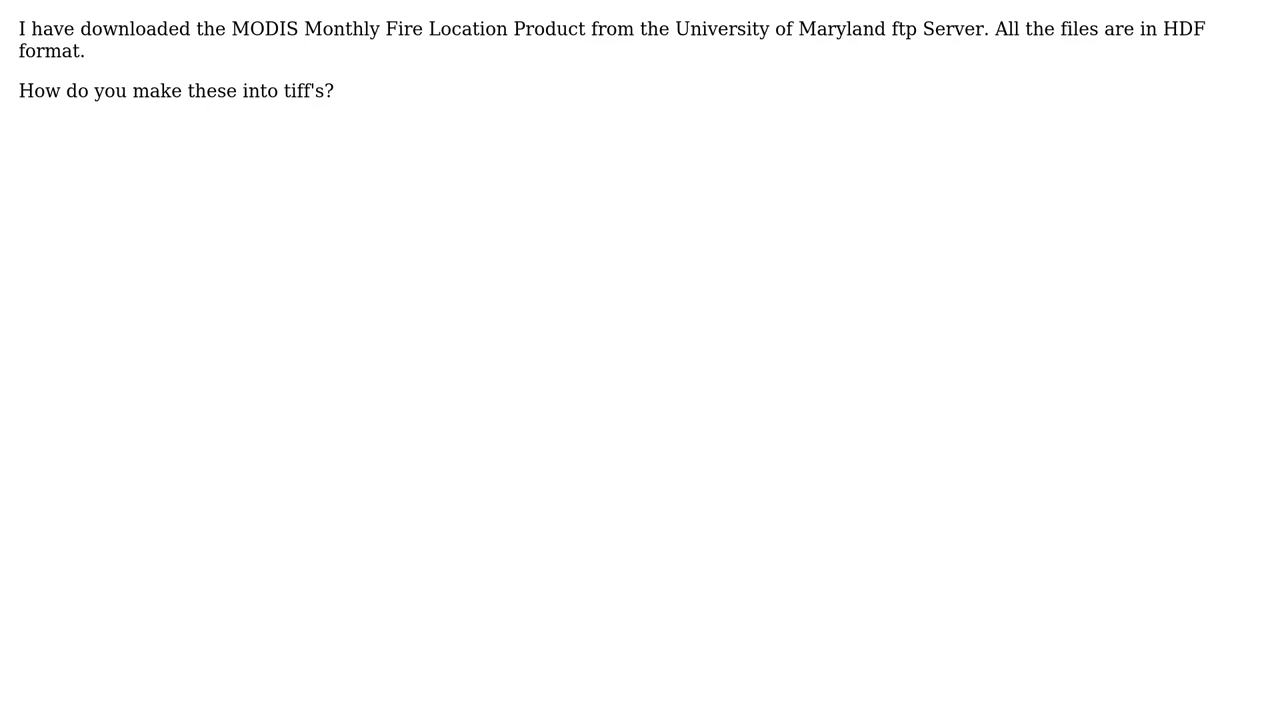 I have downloaded the MODIS Monthly Fire Location Product from the University of Maryland ftp Server. All the files are in HDF
format.
How do you make these into tiff's?